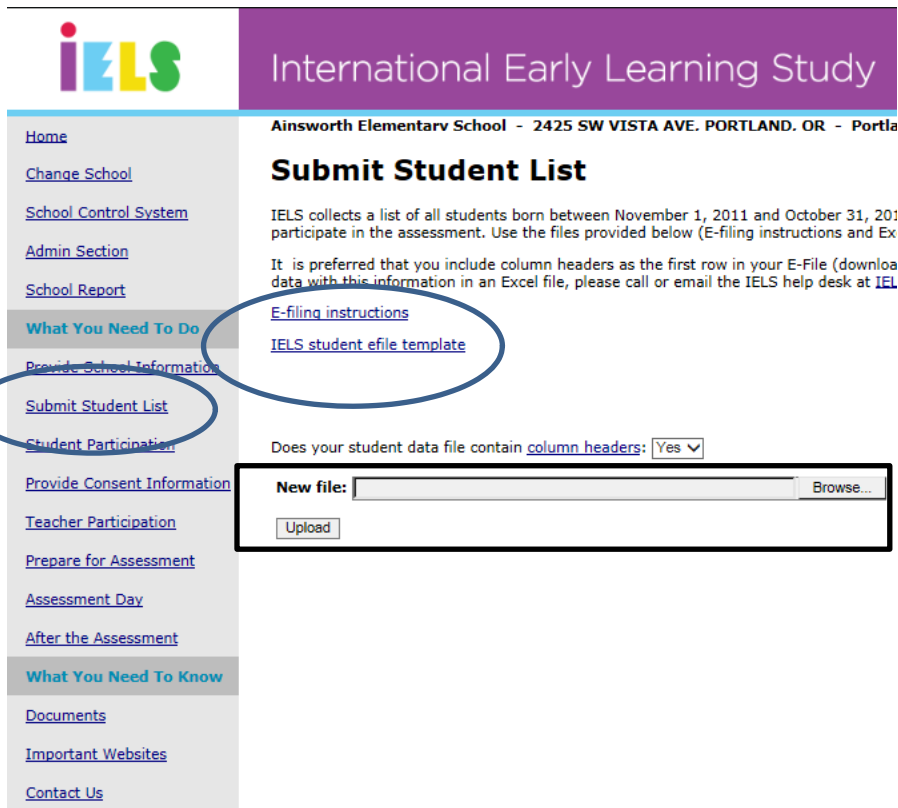 iELS
International Early Learning Study
Ainsworth Elementary School - 2425 SW VISTA AVE. PORTLAND. OR - Portla
Home
Change School
School Control System
Admin Section
School Report
What You Need To Do
Provide School Information
Submit Student List
Student Participation
Provide Consent Information
Teacher Participation
Prepare for Assessment
Assessment Day
After the Assessment
What You Need To Know
Documents
Important Websites
Contact Us
Submit Student List
IELS collects a list of all students born between November 1, 2011 and October 31, 201
participate in the assessment. Use the files provided below (E-filing instructions and Ex
It is preferred that you include column headers as the first row in your E-File (downloa
data with this information in an Excel file, please call or email the IELS help desk at IEL
E-filing instructions
IELS student efile template
Does your student data file contain column headers: Yes
New file: Browse...
Upload